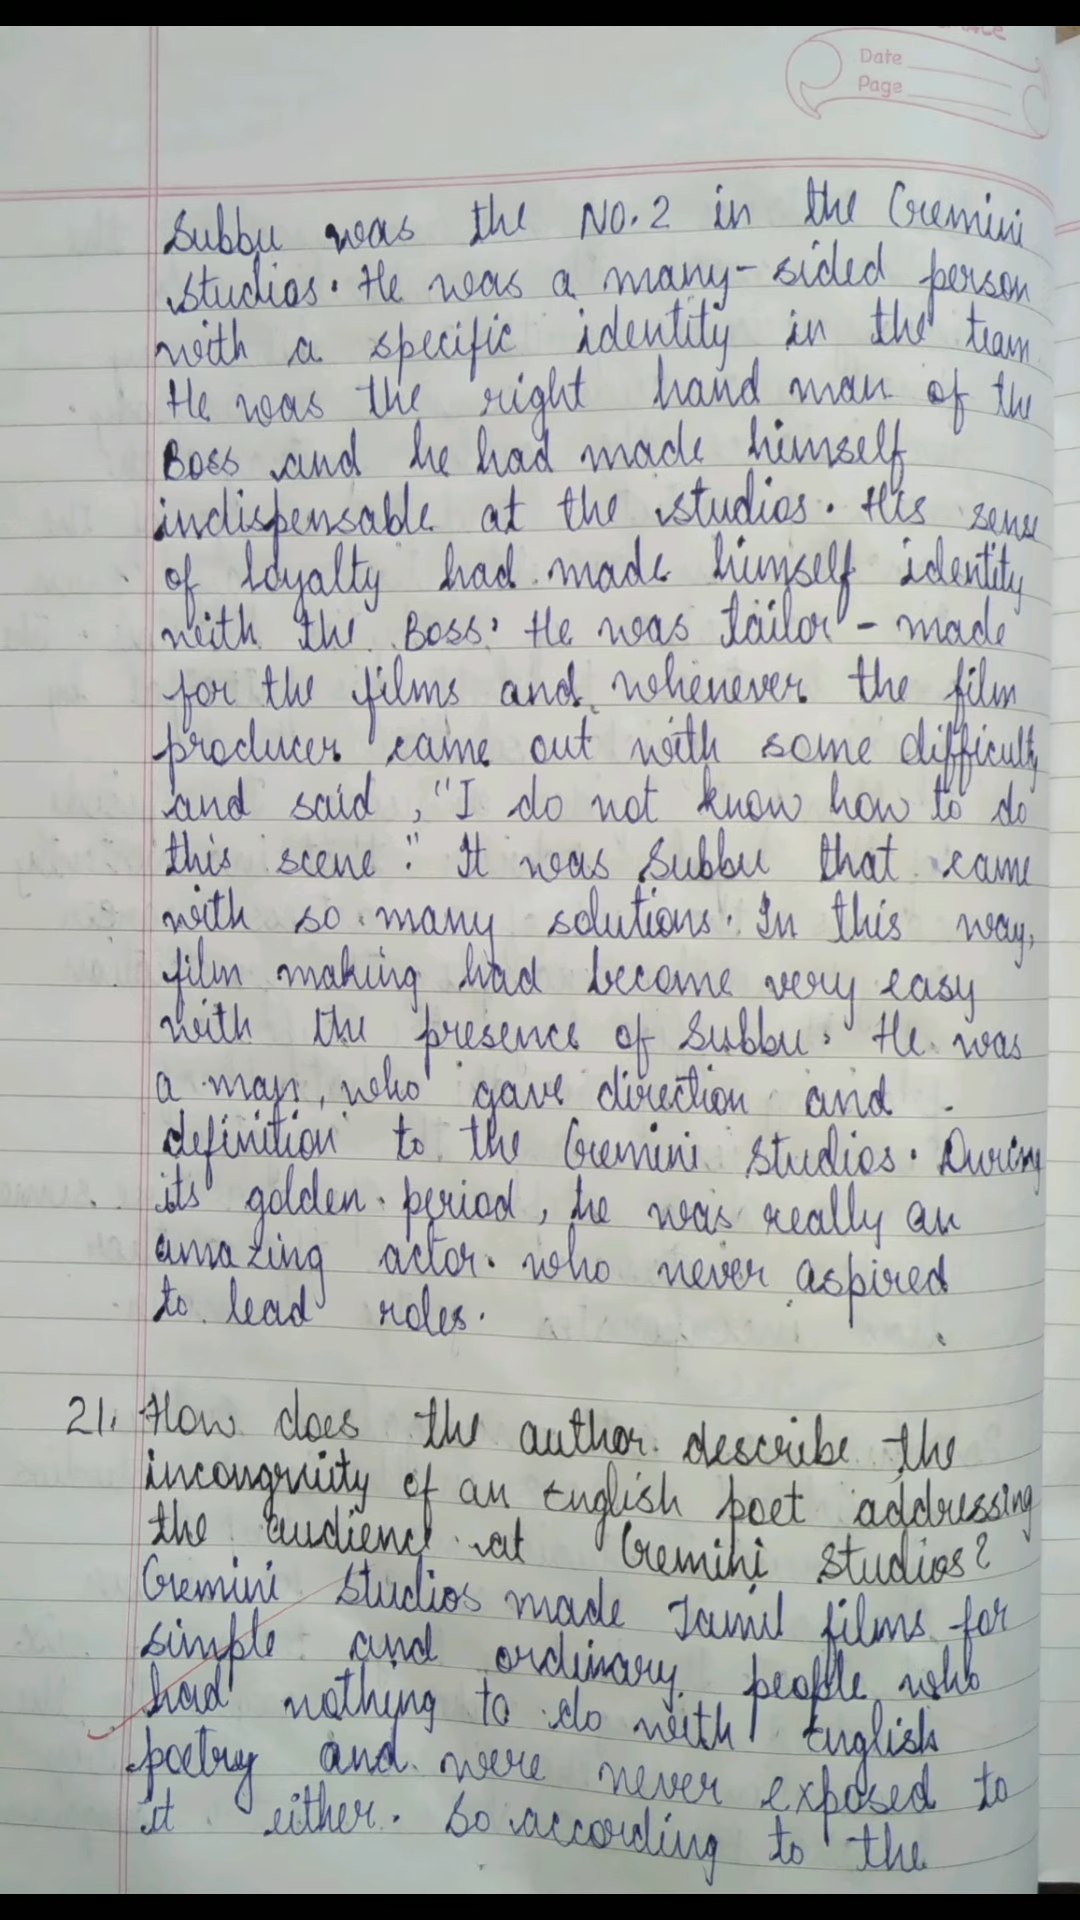 Date
Page
Subbu was the No.2 in the Gemini
studios. He was a many-sided person
with a specific identity in the team
He was the right hand man of the
Boss and he had made himself
indispensable at the studios. His sense
of loyalty had made himself identity
with the Boss. He was tailor-made
for the films and whenever the film
producer came out with some difficulty
and said, "I do not know how to do
this scene." It was Subbu that came
with so many solutions. In this way,
film making had become very easy
with the presence of Subbu. He was
a man, who gave direction and
definition to the Gemini studios. During
its golden period, he was really an
amazing actor who never aspired
to lead roles.
21. How does the author describe the
incongruity of an English poet addressing
the audience at Gemini studios?
Gemini studios made Tamil films for
simple and ordinary people who
had nothing to do with English
poetry and were never exposed to
it either. So according to the